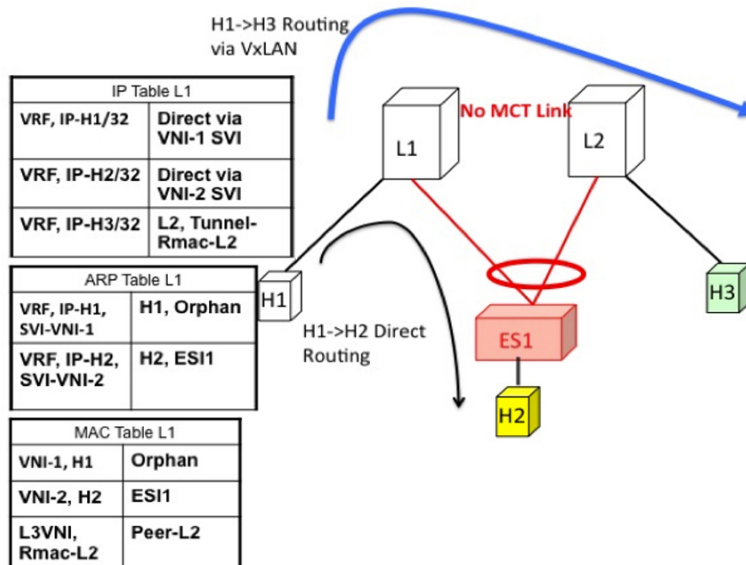 H1->H3 Routing
via VxLAN
IP Table L1
VRF, IP-H1/32
Direct via
VNI-1 SVI
VRF, IP-H2/32
Direct via
VNI-2 SVI
VRF, IP-H3/32
L2, Tunnel-
Rmac-L2
No MCT Link
L1
L2
ARP Table L1
VRF, IP-H1,
SVI-VNI-1
H1, Orphan
VRF, IP-H2,
SVI-VNI-2
H2, ESI1
H1
H3
H1->H2 Direct
Routing
ES1
H2
MAC Table L1
VNI-1, H1
Orphan
VNI-2, H2
ESI1
L3VNI,
Rmac-L2
Peer-L2